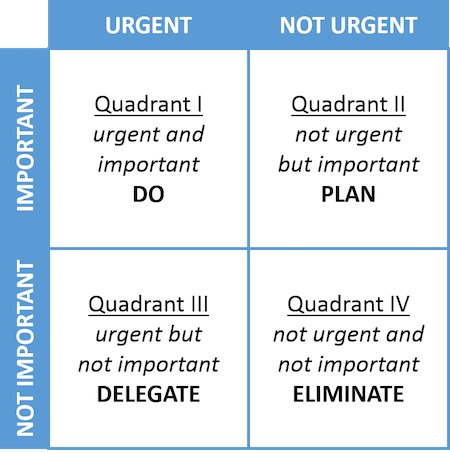 URGENT
NOT URGENT
IMPORTANT
Quadrant I
urgent and
important
DO
Quadrant II
not urgent
but important
PLAN
NOT IMPORTANT
Quadrant III
urgent but
not important
DELEGATE
Quadrant IV
not urgent and
not important
ELIMINATE